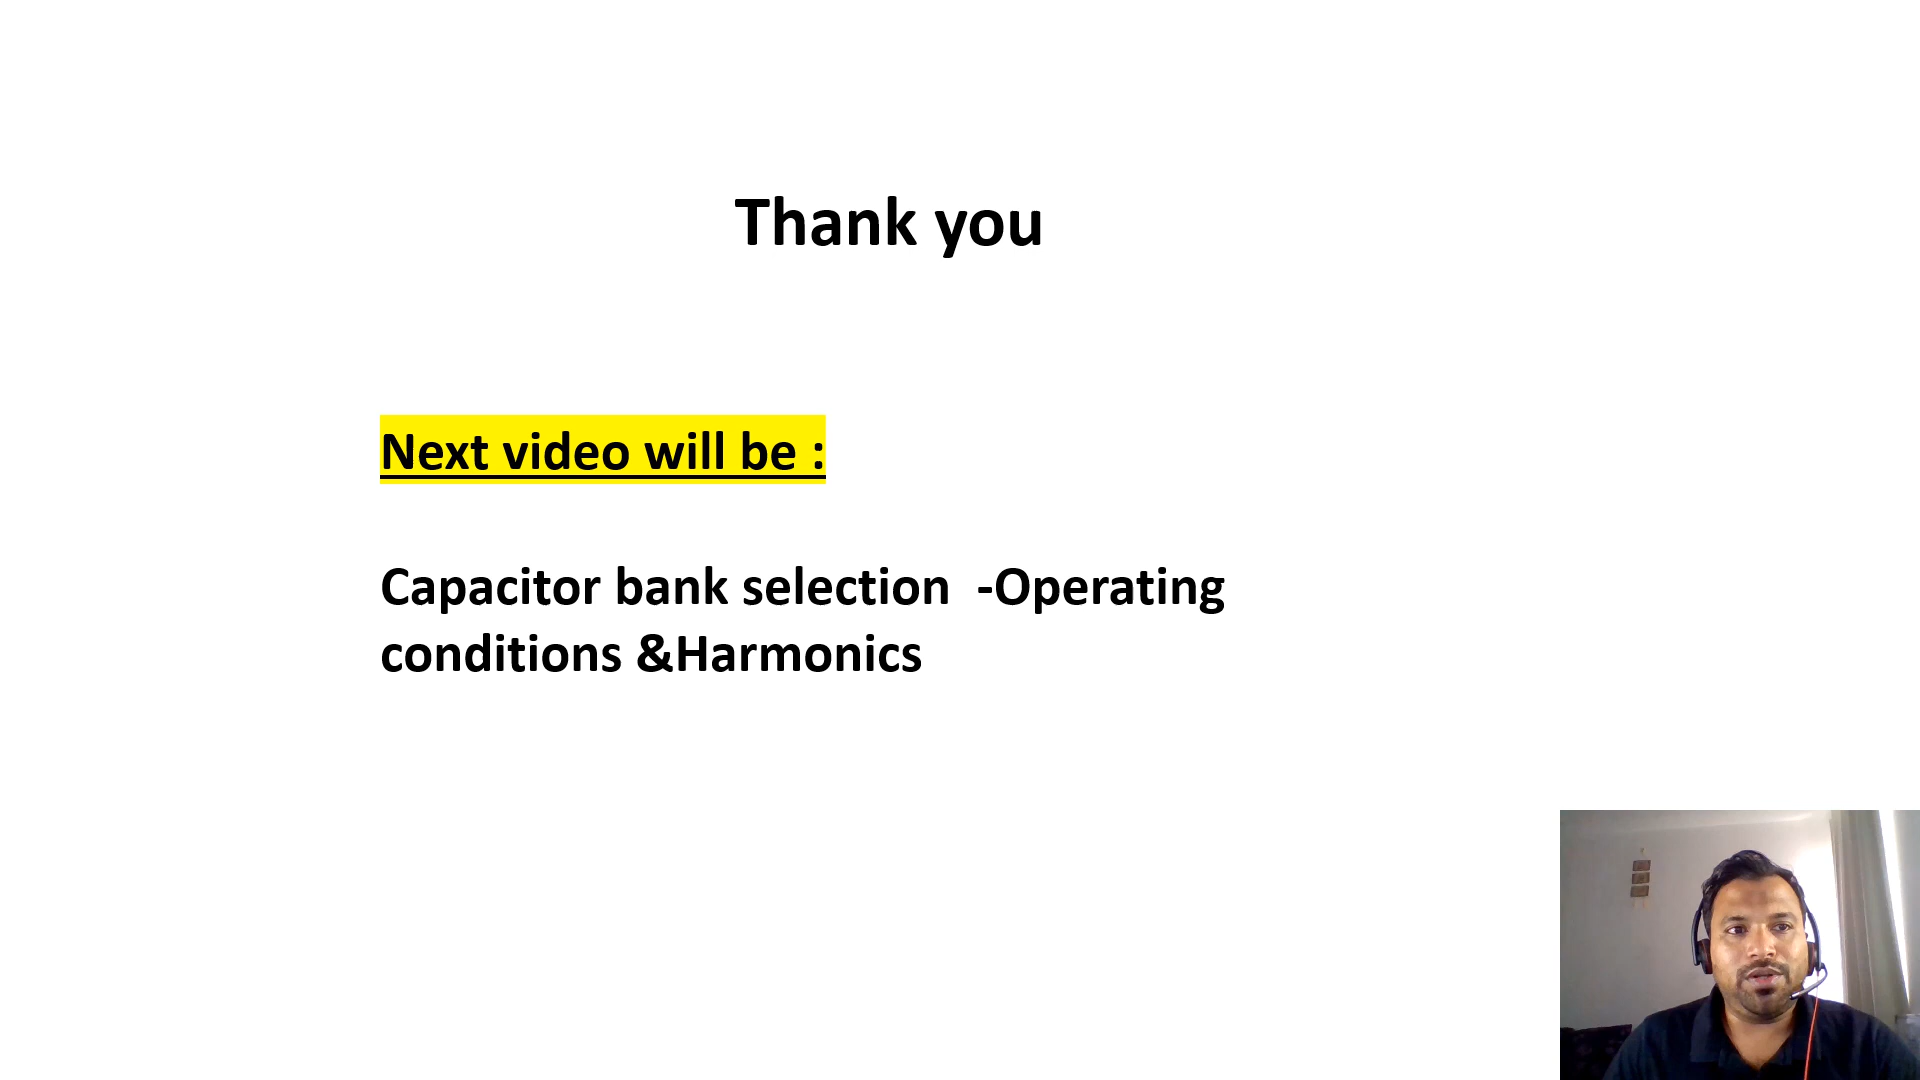 Thank you
Next video will be :
Capacitor bank selection  -Operating
conditions &Harmonics